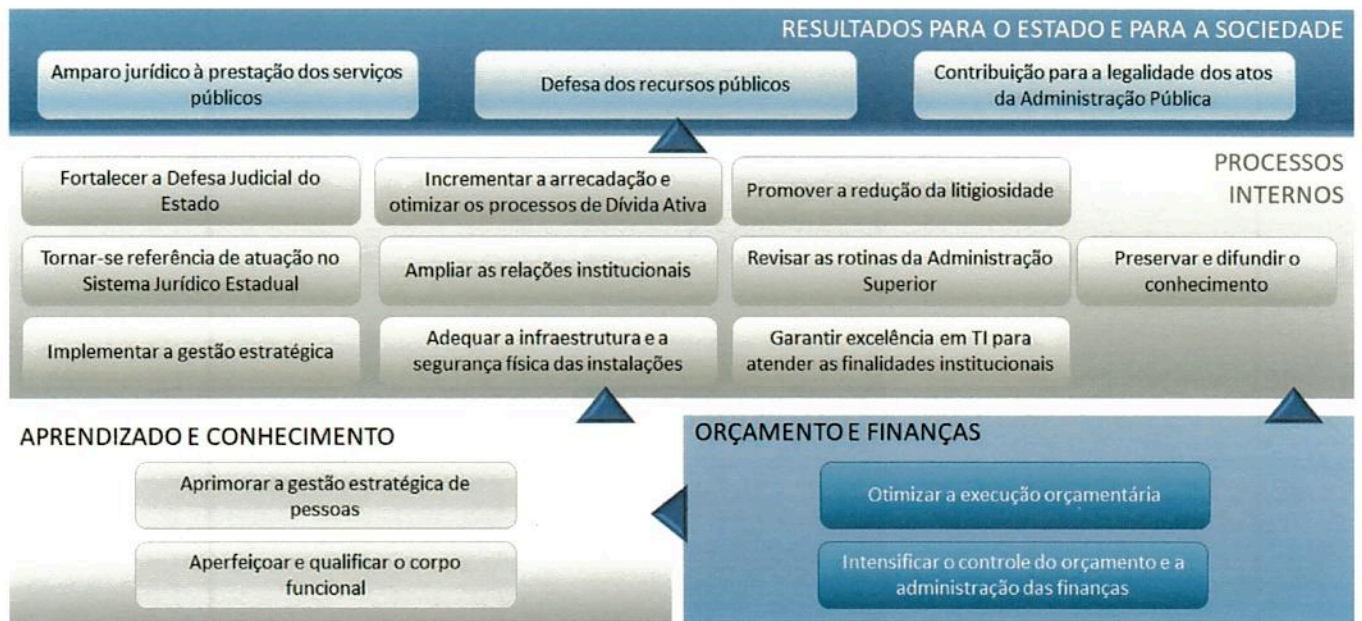 RESULTADOS PARA O ESTADO E PARA A SOCIEDADE
Amparo jurídico à prestação dos serviços
públicos
Defesa dos recursos públicos
Contribuição para a legalidade dos atos
da Administração Pública
PROCESSOS
INTERNOS
Fortalecer a Defesa Judicial do
Estado
Incrementar a arrecadação e
otimizar os processos de Dívida Ativa
Promover a redução da litigiosidade
Tornar-se referência de atuação no
Sistema Jurídico Estadual
Ampliar as relações institucionais
Revisar as rotinas da Administração
Superior
Preservar e difundir o
conhecimento
Implementar a gestão estratégica
Adequar a infraestrutura e a
segurança física das instalações
Garantir excelência em TI para
atender as finalidades institucionais
APRENDIZADO E CONHECIMENTO
Aprimorar a gestão estratégica de
pessoas
Aperfeiçoar e qualificar o corpo
funcional
ORÇAMENTO E FINANÇAS
Otimizar a execução orçamentária
Intensificar o controle do orçamento e a
administração das finanças